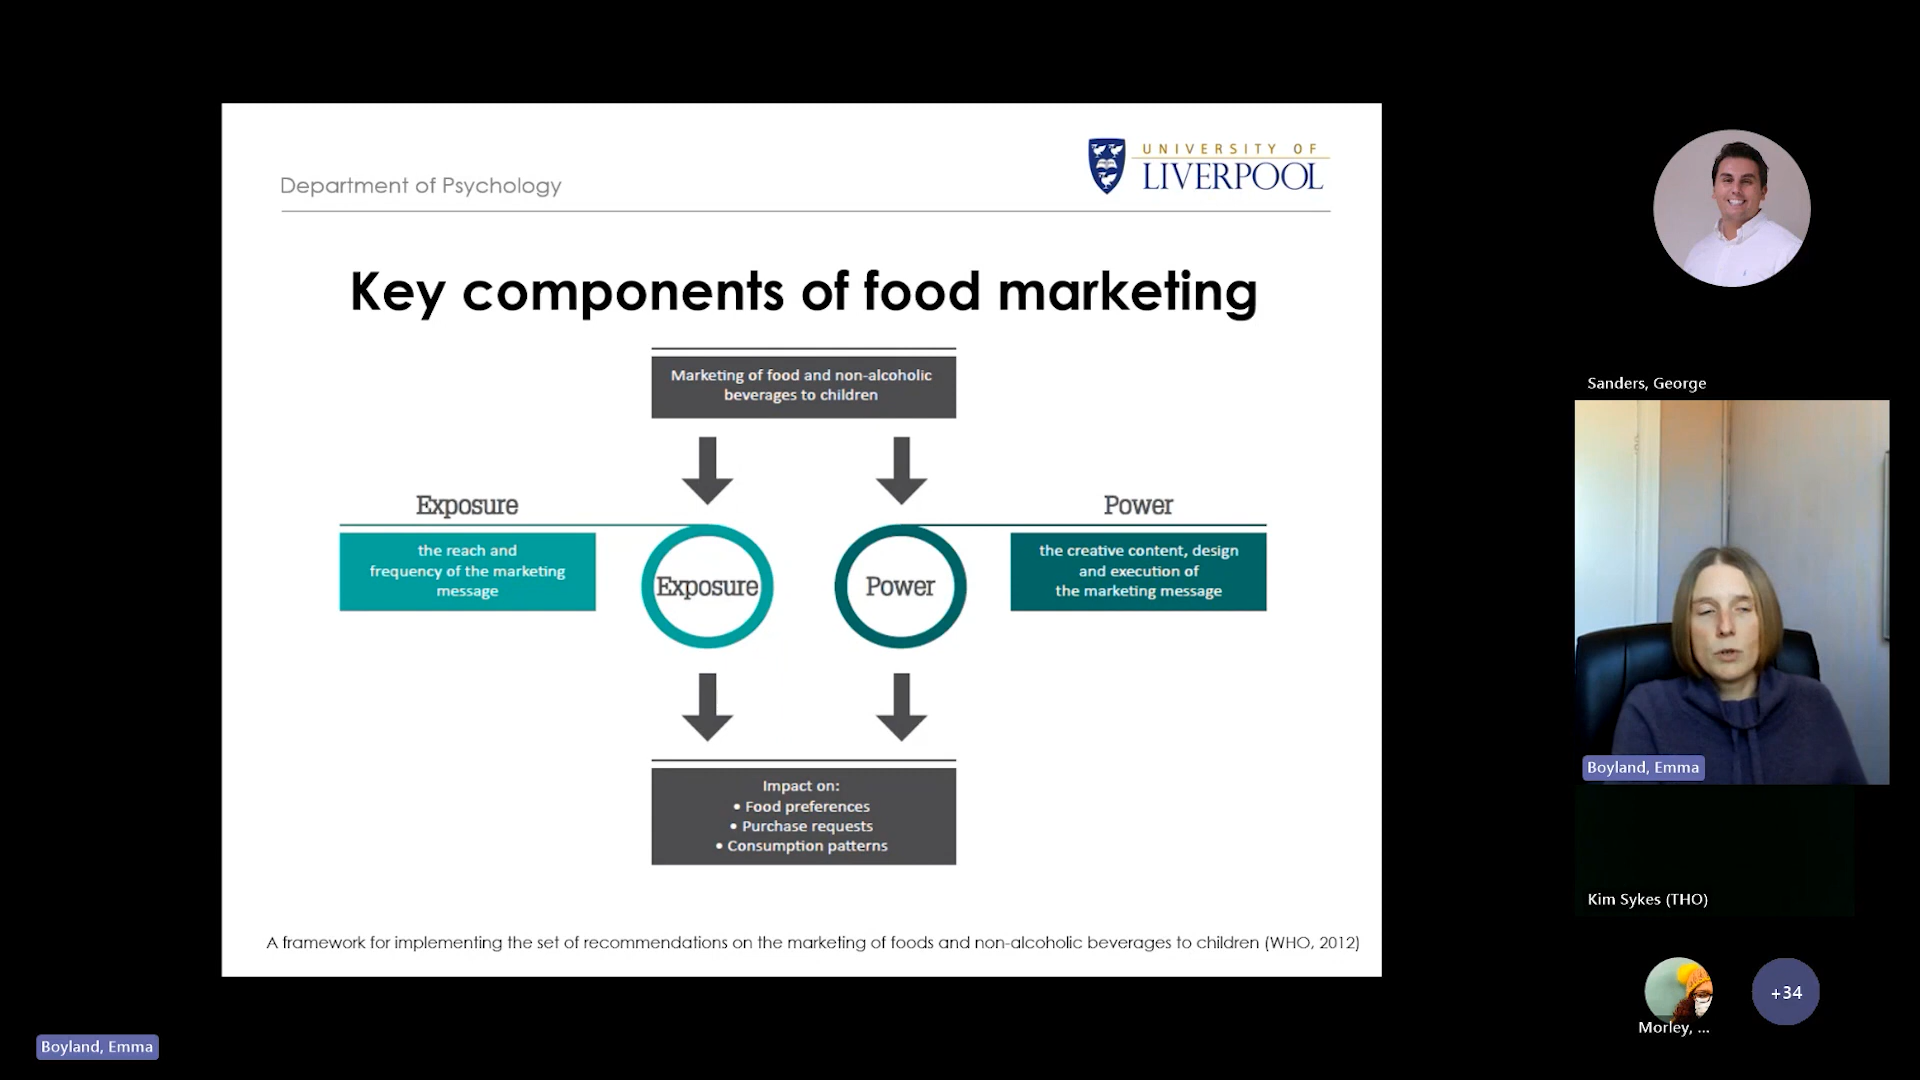 Department of Psychology
UNIVERSITY OF
LIVERPOOL
Key components of food marketing
Marketing of food and non-alcoholic
beverages to children
Exposure
the reach and
frequency of the marketing
message
Exposure
Power
Power
the creative content, design
and execution of
the marketing message
Impact on:
• Food preferences
• Purchase requests
• Consumption patterns
A framework for implementing the set of recommendations on the marketing of foods and non-alcoholic beverages to children (WHO, 2012)
Boyland, Emma
Sanders, George
Boyland, Emma
Kim Sykes (THO)
Morley, ...
+34